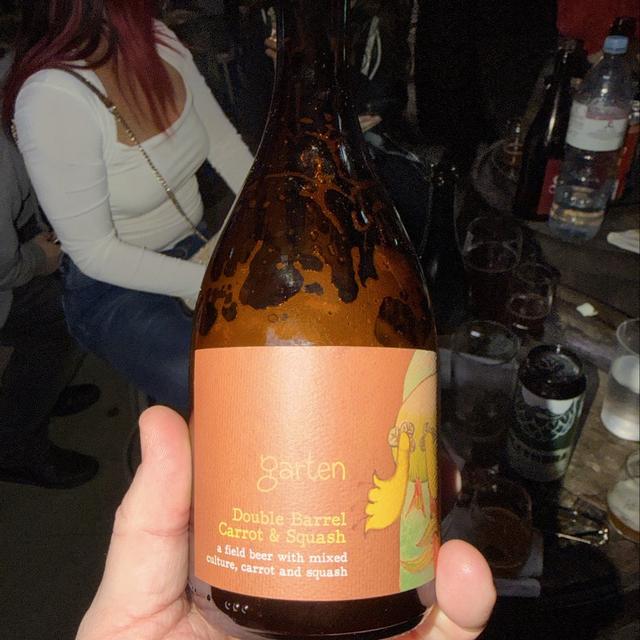 garten
Double Barrel
Carrot & Squash
a field beer with mixed
culture, carrot and squash